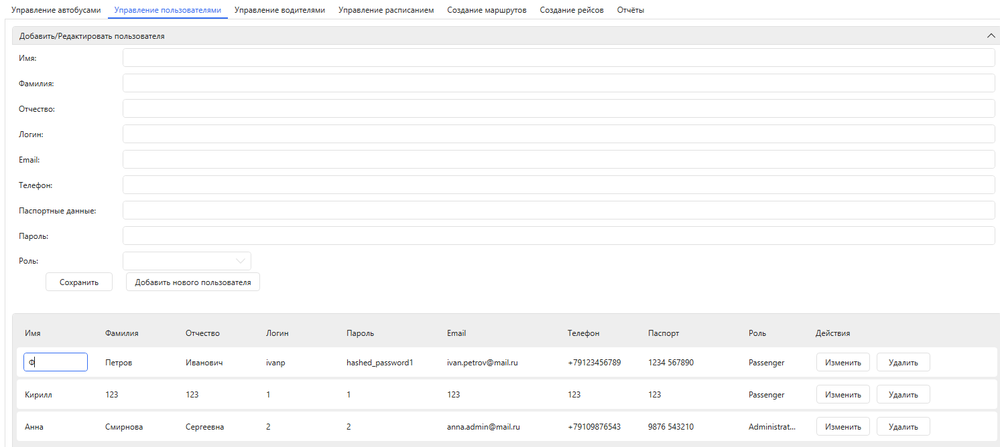 Управление автобусами Управление пользователями Управление водителями Управление расписанием Создание маршрутов Создание рейсов Отчёты
Добавить/Редактировать пользователя
Имя:
Фамилия:
Отчество:
Логин:
Email:
Телефон:
Паспортные данные:
Пароль:
Роль:
Сохранить Добавить нового пользователя
Имя Фамилия Отчество Логин Пароль Email Телефон Паспорт Роль Действия
Ф Петров Иванович ivanp hashed_password1 ivan.petrov@mail.ru +79123456789 1234 567890 Passenger Изменить Удалить
Кирилл 123 123 1 1 123 123 123 Passenger Изменить Удалить
Анна Смирнова Сергеевна 2 2 anna.admin@mail.ru +79109876543 9876 543210 Administrat... Изменить Удалить